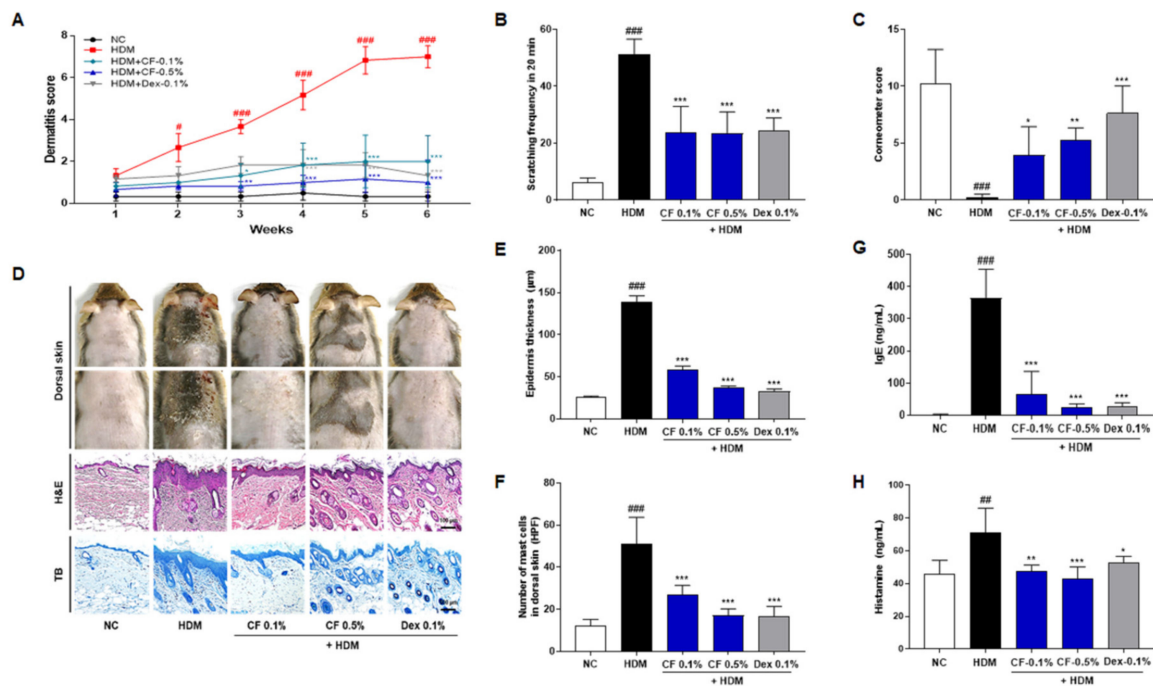 A
Dermatitis score
8
6
4
2
0
NC
HDM
HDM+CF-0.1%
HDM+CF-0.5%
HDM+Dex-0.1%
#
###
###
###
###
*
**
***
***
***
***
***
***
***
***
1 2 3 4 5 6
Weeks
B
Scratching frequency in 20 min
60
40
20
0
###
***
***
***
NC HDM CF 0.1% CF 0.5% Dex 0.1%
+ HDM
C
Corneometer score
15
10
5
0
###
*
**
***
NC HDM CF-0.1% CF-0.5% Dex-0.1%
+ HDM
D
Dorsal skin
H&E
100 μm
TB
NC HDM CF 0.1% CF 0.5% Dex 0.1%
+ HDM
E
Epidermis thickness (μm)
200
150
100
50
0
###
***
***
***
NC HDM CF 0.1% CF 0.5% Dex 0.1%
+ HDM
G
IgE (ng/mL)
500
400
300
200
100
0
###
***
***
***
NC HDM CF-0.1% CF-0.5% Dex 0.1%
+ HDM
F
Number of mast cells
in dorsal skin (HPF)
80
60
40
20
0
###
***
***
***
NC HDM CF 0.1% CF 0.5% Dex 0.1%
+ HDM
H
Histamine (ng/mL)
100
80
60
40
20
0
##
**
***
*
NC HDM CF-0.1% CF-0.5% Dex-0.1%
+ HDM